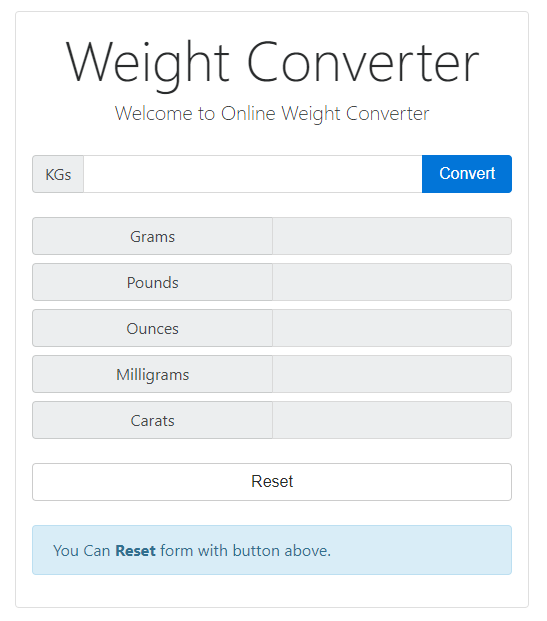 Weight Converter
Welcome to Online Weight Converter
KGs Convert
Grams
Pounds
Ounces
Milligrams
Carats
Reset
You Can Reset form with button above.